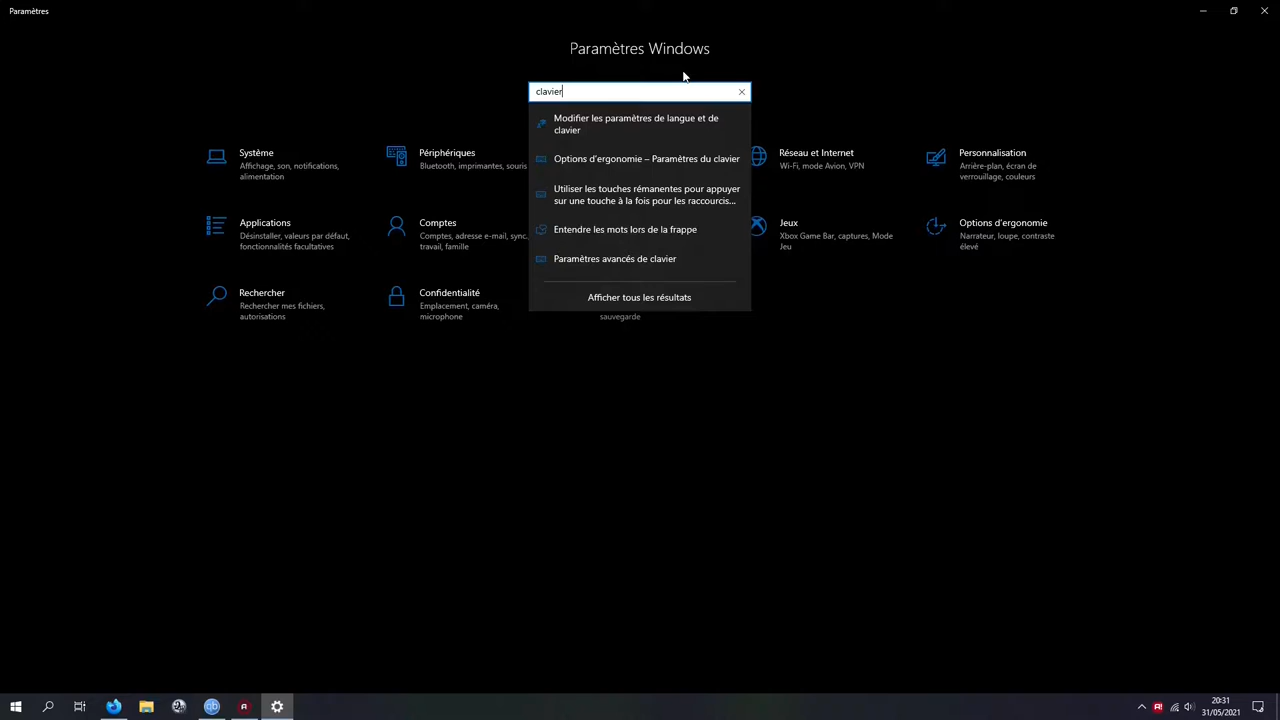 Paramètres
Paramètres Windows
clavier
Modifier les paramètres de langue et de
clavier
Options d'ergonomie – Paramètres du clavier
Utiliser les touches rémanentes pour appuyer
sur une touche à la fois pour les raccourcis...
Entendre les mots lors de la frappe
Paramètres avancés de clavier
Afficher tous les résultats
sauvegarde
Système
Affichage, son, notifications,
alimentation
Périphériques
Bluetooth, imprimantes, souris
Réseau et Internet
Wi-Fi, mode Avion, VPN
Personnalisation
Arrière-plan, écran de
verrouillage, couleurs
Applications
Désinstaller, valeurs par défaut,
fonctionnalités facultatives
Comptes
Comptes, adresse e-mail, sync.,
travail, famille
Jeux
Xbox Game Bar, captures, Mode
Jeu
Options d'ergonomie
Narrateur, loupe, contraste
élevé
Rechercher
Rechercher mes fichiers,
autorisations
Confidentialité
Emplacement, caméra,
microphone
qb
20:31
31/05/2021